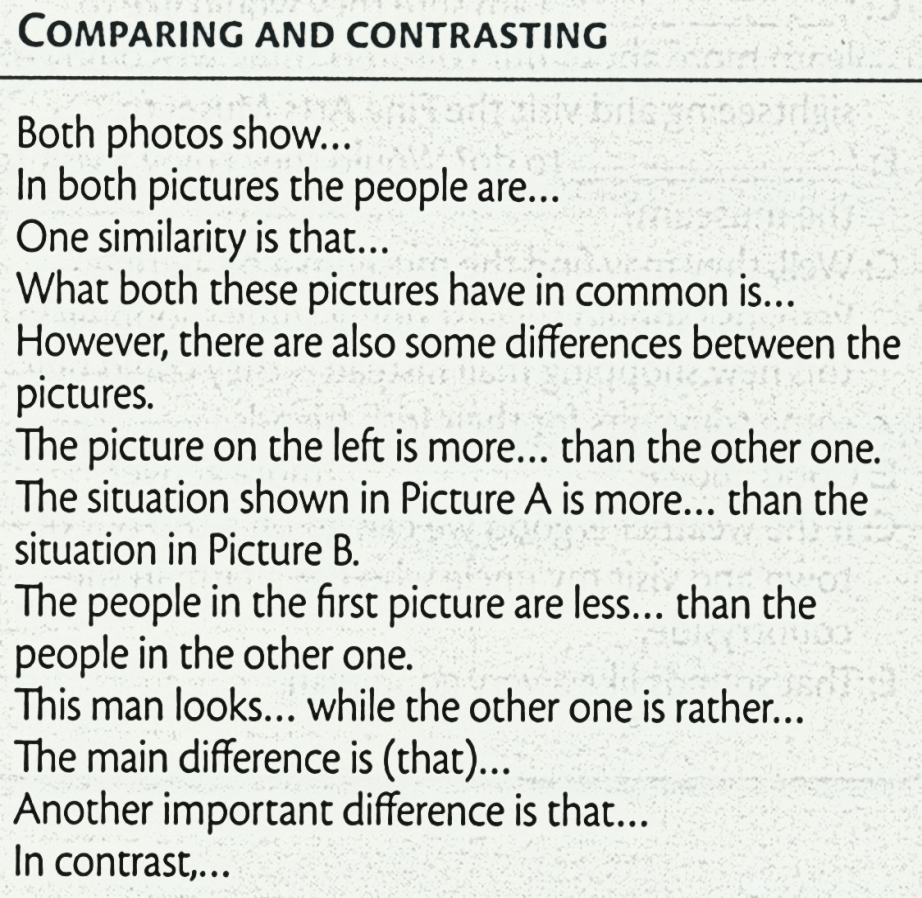 COMPARING AND CONTRASTING
Both photos show...
In both pictures the people are...
One similarity is that...
What both these pictures have in common is...
However, there are also some differences between the
pictures.
The picture on the left is more... than the other one.
The situation shown in Picture A is more... than the
situation in Picture B.
The people in the first picture are less... than the
people in the other one.
This man looks... while the other one is rather...
The main difference is (that)...
Another important difference is that...
In contrast,...